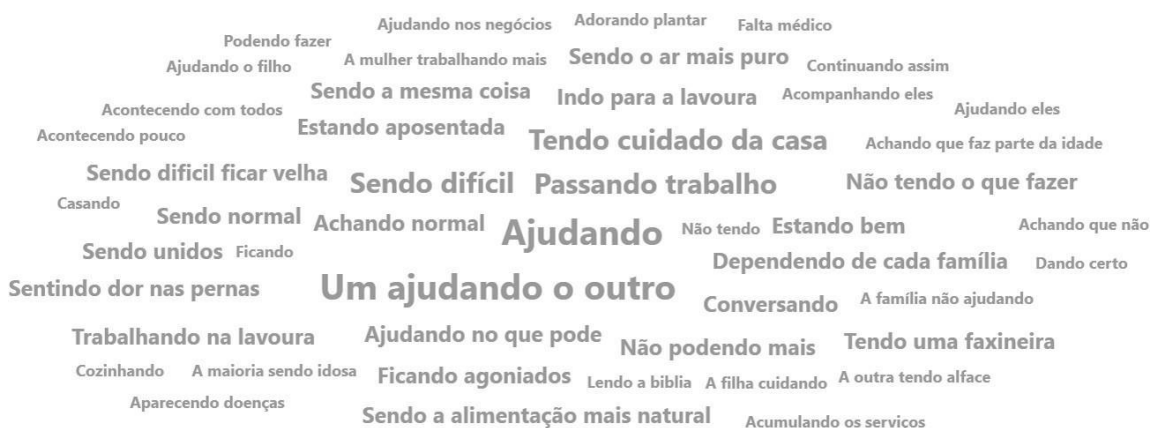 Ajudando nos negócios Adorando plantar Falta médico
Podendo fazer
Ajudando o filho A mulher trabalhando mais Sendo o ar mais puro Continuando assim
Sendo a mesma coisa Indo para a lavoura Acompanhando eles
Acontecendo com todos Ajudando eles
Acontecendo pouco Estando aposentada Tendo cuidado da casa Achando que faz parte da idade
Sendo dificil ficar velha Sendo difícil Passando trabalho Não tendo o que fazer
Casando
Sendo normal Achando normal Ajudando Não tendo Estando bem Achando que não
Sendo unidos Ficando Dependendo de cada família Dando certo
Sentindo dor nas pernas Um ajudando o outro Conversando A família não ajudando
Trabalhando na lavoura Ajudando no que pode Não podendo mais Tendo uma faxineira
Cozinhando A maioria sendo idosa Ficando agoniados Lendo a biblia A filha cuidando A outra tendo alface
Aparecendo doenças
Sendo a alimentação mais natural Acumulando os serviços